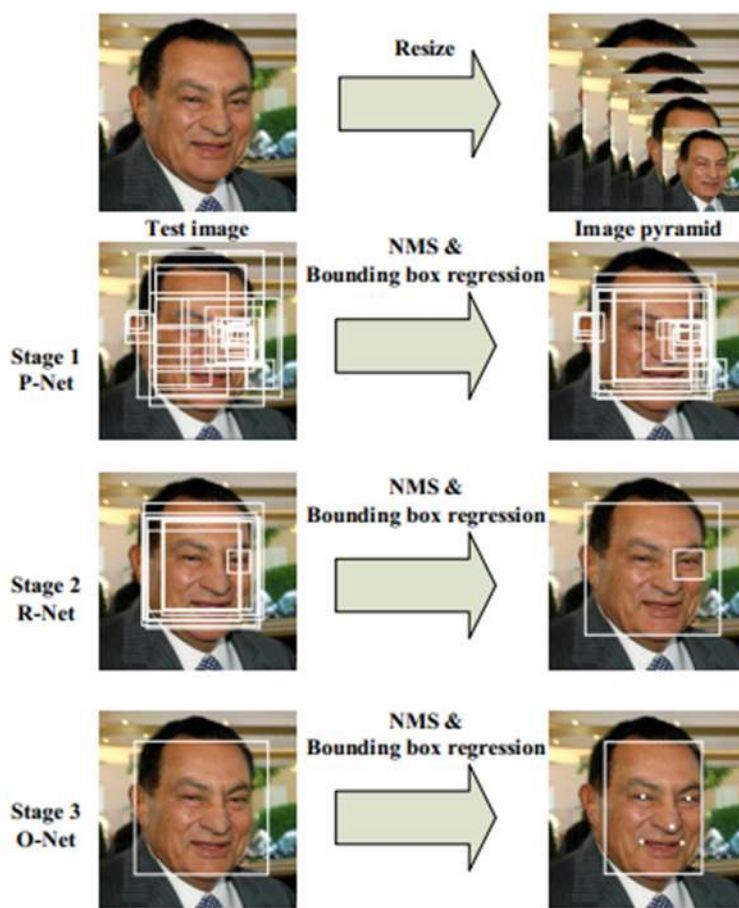 Resize
Test image
Image pyramid
NMS &
Bounding box regression
Stage 1
P-Net
NMS &
Bounding box regression
Stage 2
R-Net
NMS &
Bounding box regression
Stage 3
O-Net